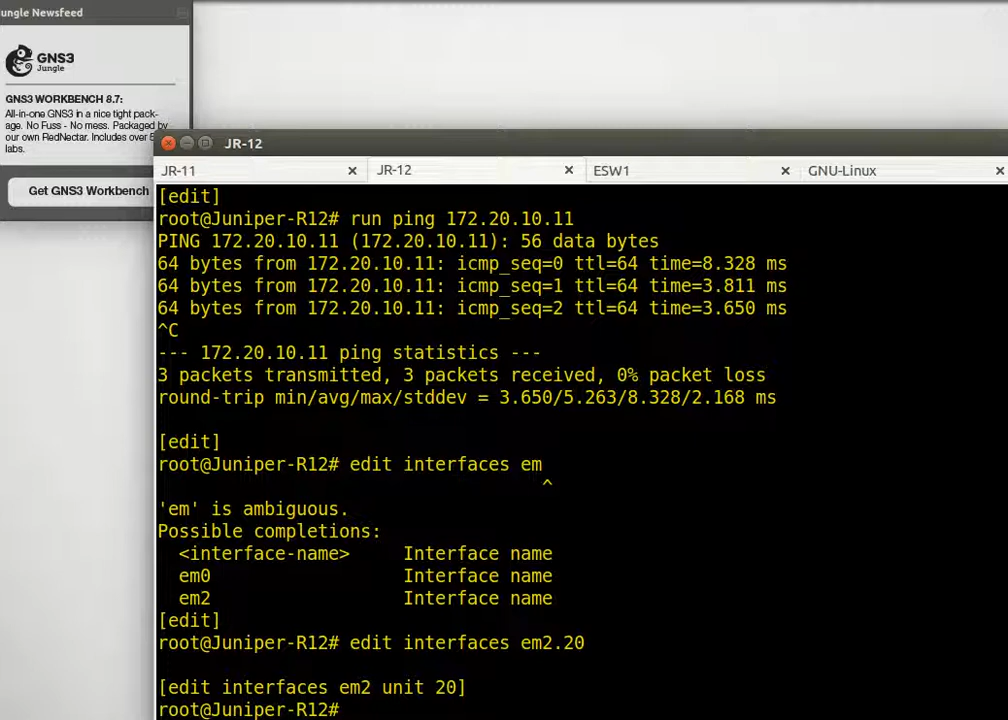 ungle Newsfeed
GNS3
Jungle
GNS3 WORKBENCH 8.7:
All-in-one GNS3 in a nice tight pack-
age. No Fuss - No mess. Packaged by
our own RedNectar. Includes over
labs.
Get GNS3 Workbench
JR-12
JR-11
JR-12
ESW1
GNU-Linux
[edit]
root@Juniper-R12# run ping 172.20.10.11
PING 172.20.10.11 (172.20.10.11): 56 data bytes
64 bytes from 172.20.10.11: icmp_seq=0 ttl=64 time=8.328 ms
64 bytes from 172.20.10.11: icmp_seq=1 ttl=64 time=3.811 ms
64 bytes from 172.20.10.11: icmp_seq=2 ttl=64 time=3.650 ms
^C
--- 172.20.10.11 ping statistics ---
3 packets transmitted, 3 packets received, 0% packet loss
round-trip min/avg/max/stddev = 3.650/5.263/8.328/2.168 ms
[edit]
root@Juniper-R12# edit interfaces em
^
'em' is ambiguous.
Possible completions:
<interface-name> Interface name
em0 Interface name
em2 Interface name
[edit]
root@Juniper-R12# edit interfaces em2.20
[edit interfaces em2 unit 20]
root@Juniper-R12#